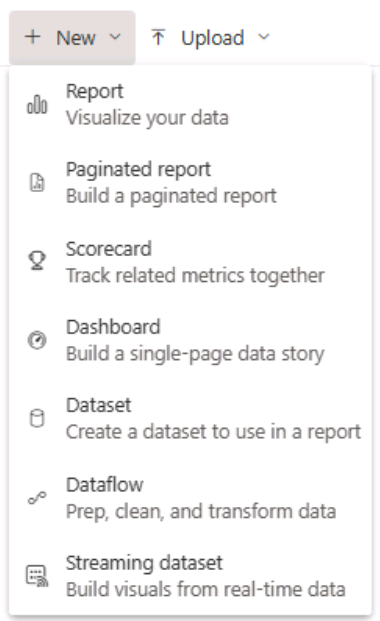 + New Upload
Report
Visualize your data
Paginated report
Build a paginated report
Scorecard
Track related metrics together
Dashboard
Build a single-page data story
Dataset
Create a dataset to use in a report
Dataflow
Prep, clean, and transform data
Streaming dataset
Build visuals from real-time data